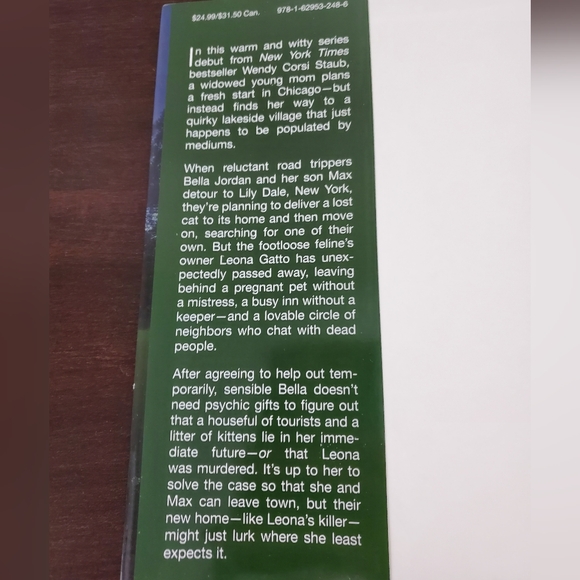 $24.99/$31.50 Can. 978-1-62953-248-6
In this warm and witty series
debut from New York Times
bestseller Wendy Corsi Staub,
a widowed young mom plans
a fresh start in Chicago—but
instead finds her way to a
quirky lakeside village that just
happens to be populated by
mediums.
When reluctant road trippers
Bella Jordan and her son Max
detour to Lily Dale, New York,
they're planning to deliver a lost
cat to its home and then move
on, searching for one of their
own. But the footloose feline's
owner Leona Gatto has unex-
pectedly passed away, leaving
behind a pregnant pet without
a mistress, a busy inn without a
keeper—and a lovable circle of
neighbors who chat with dead
people.
After agreeing to help out tem-
porarily, sensible Bella doesn't
need psychic gifts to figure out
that a houseful of tourists and a
litter of kittens lie in her imme-
diate future—or that Leona
was murdered. It's up to her to
solve the case so that she and
Max can leave town, but their
new home—like Leona's killer—
might just lurk where she least
expects it.